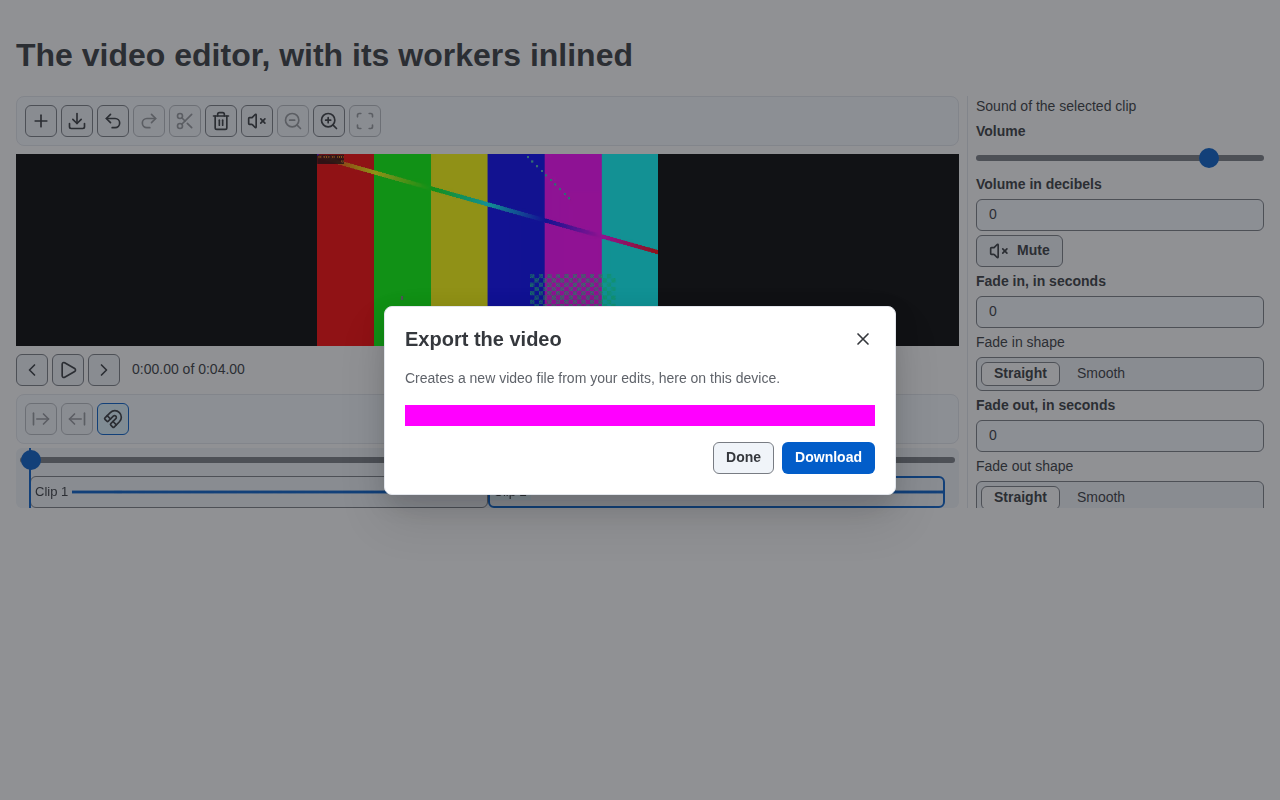 The video editor, with its workers inlined
Sound of the selected clip
Volume
Volume in decibels
0
Mute
Fade in, in seconds
0
Fade in shape
Straight Smooth
Fade out, in seconds
0
Fade out shape
Straight Smooth
0:00.00 of 0:04.00
Clip 1
Export the video
Creates a new video file from your edits, here on this device.
Done Download